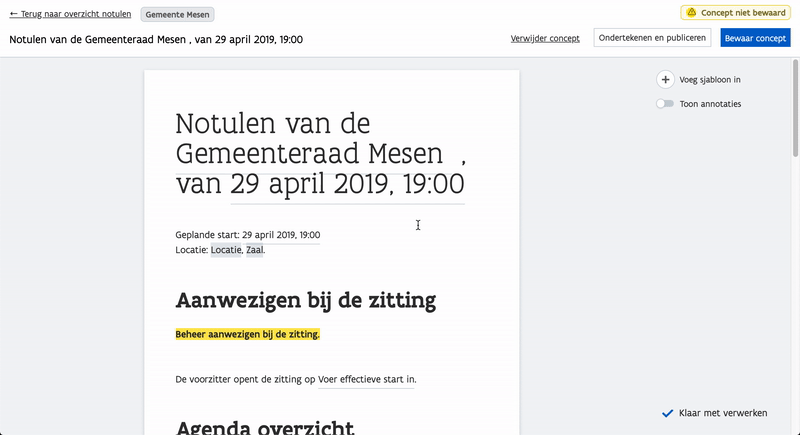 ← Terug naar overzicht notulen
Gemeente Mesen
Concept niet bewaard
Notulen van de Gemeenteraad Mesen , van 29 april 2019, 19:00
Verwijder concept
Ondertekenen en publiceren
Bewaar concept
Voeg sjabloon in
Toon annotaties
Notulen van de
Gemeenteraad Mesen ,
van 29 april 2019, 19:00
Geplande start: 29 april 2019, 19:00
Locatie: Locatie, Zaal.
Aanwezigen bij de zitting
Beheer aanwezigen bij de zitting.
De voorzitter opent de zitting op Voer effectieve start in.
Klaar met verwerken
Agenda overzicht